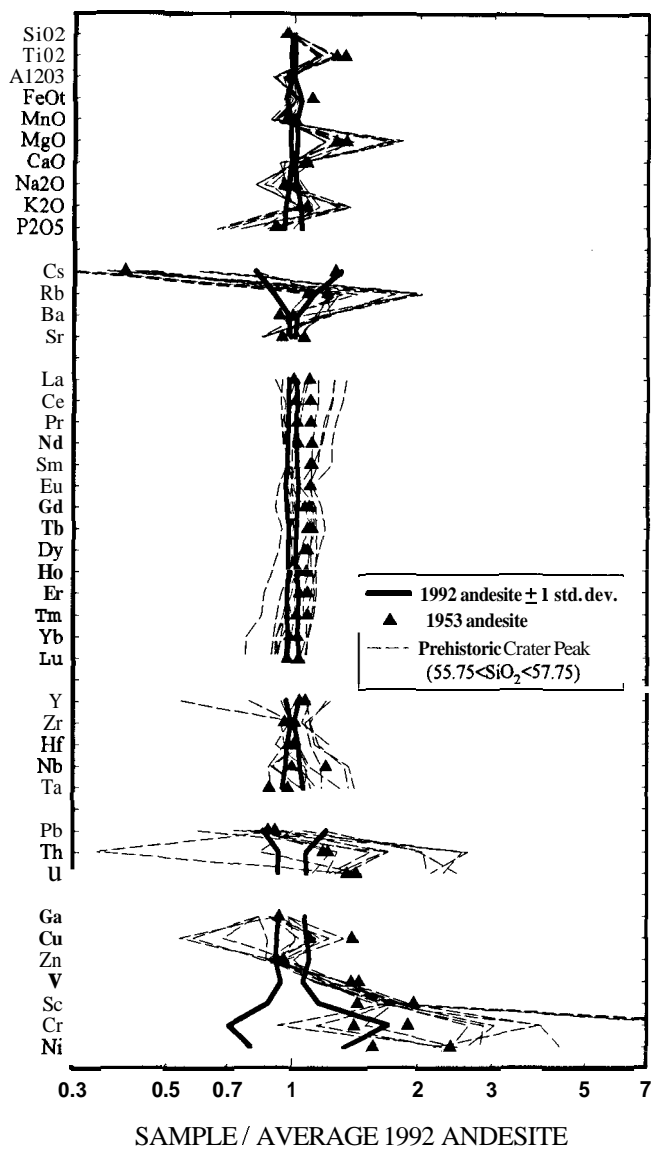 SiO2
TiO2
A1203
FeOt
MnO
MgO
CaO
Na2O
K2O
P2O5
Cs
Rb
Ba
Sr
La
Ce
Pr
Nd
Sm
Eu
Gd
Tb
Dy
Ho
Er
Tm
Yb
Lu
1992 andesite ± 1 std. dev.
1953 andesite
Prehistoric Crater Peak
(55.75<SiO2<57.75)
Y
Zr
Hf
Nb
Ta
Pb
Th
U
Ga
Cu
Zn
V
Sc
Cr
Ni
0.3 0.5 0.7 1 2 3 5 7
SAMPLE / AVERAGE 1992 ANDESITE